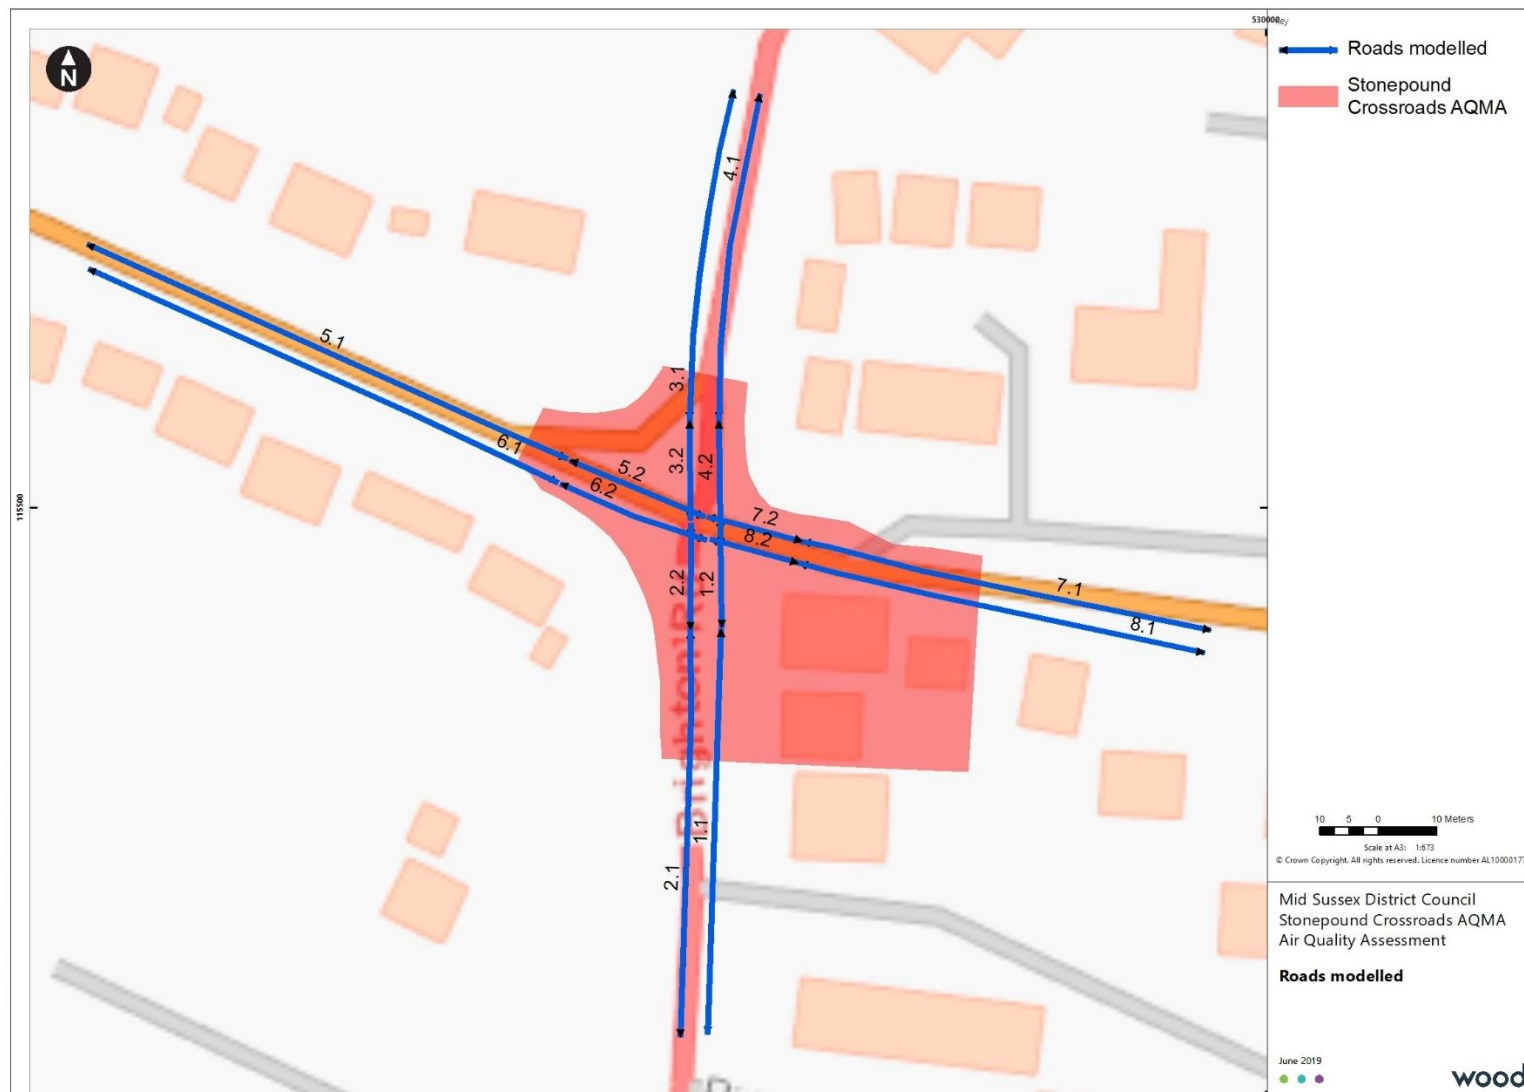 530000
Key
N
Roads modelled
Stonepound
Crossroads AQMA
4.1
5.1
3.1
6.1
5.2
3.2
4.2
6.2
115500
7.2
8.2
2.2
1.2
7.1
8.1
Brighton R
1.1
2.1
10 5 0 10 Meters
Scale at A3: 1:673
© Crown Copyright. All rights reserved. Licence number AL1000017
Mid Sussex District Council
Stonepound Crossroads AQMA
Air Quality Assessment
Roads modelled
June 2019
wood